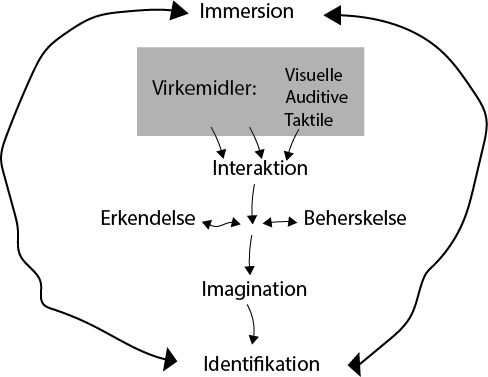 Immersion
Virkemidler:
Visuelle
Auditive
Taktile
Interaktion
Erkendelse
Beherskelse
Imagination
Identifikation